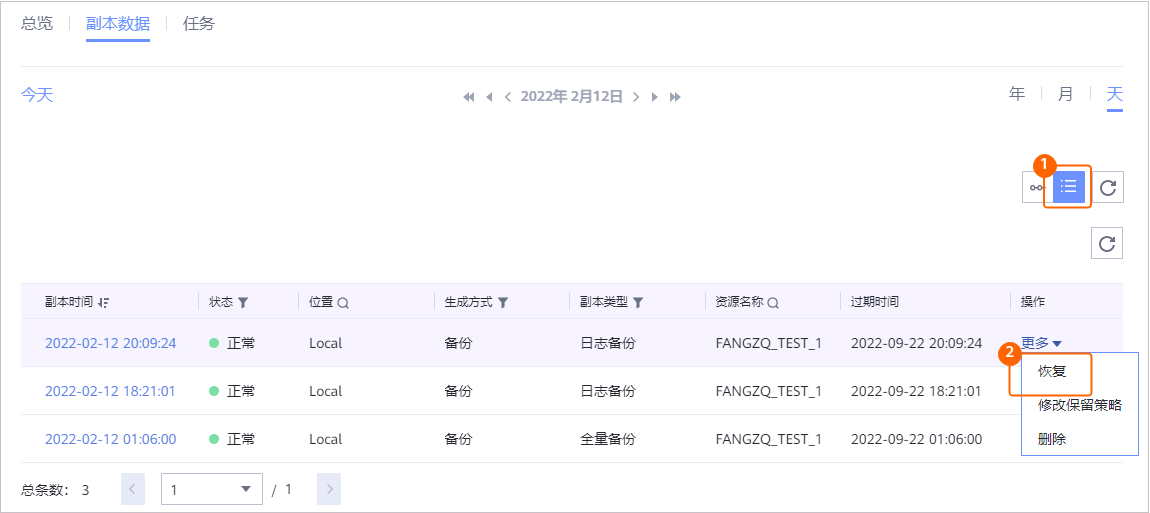 总览 副本数据 任务
今天 2022年 2月12日 年 月 天
1
副本时间 状态 位置 生成方式 副本类型 资源名称 过期时间 操作
2022-02-12 20:09:24 正常 Local 备份 日志备份 FANGZQ_TEST_1 2022-09-22 20:09:24 更多
2
恢复
2022-02-12 18:21:01 正常 Local 备份 日志备份 FANGZQ_TEST_1 2022-09-22 18:21:01
修改保留策略
2022-02-12 01:06:00 正常 Local 备份 全量备份 FANGZQ_TEST_1 2022-09-22 01:06:00
删除
总条数： 3 1 / 1